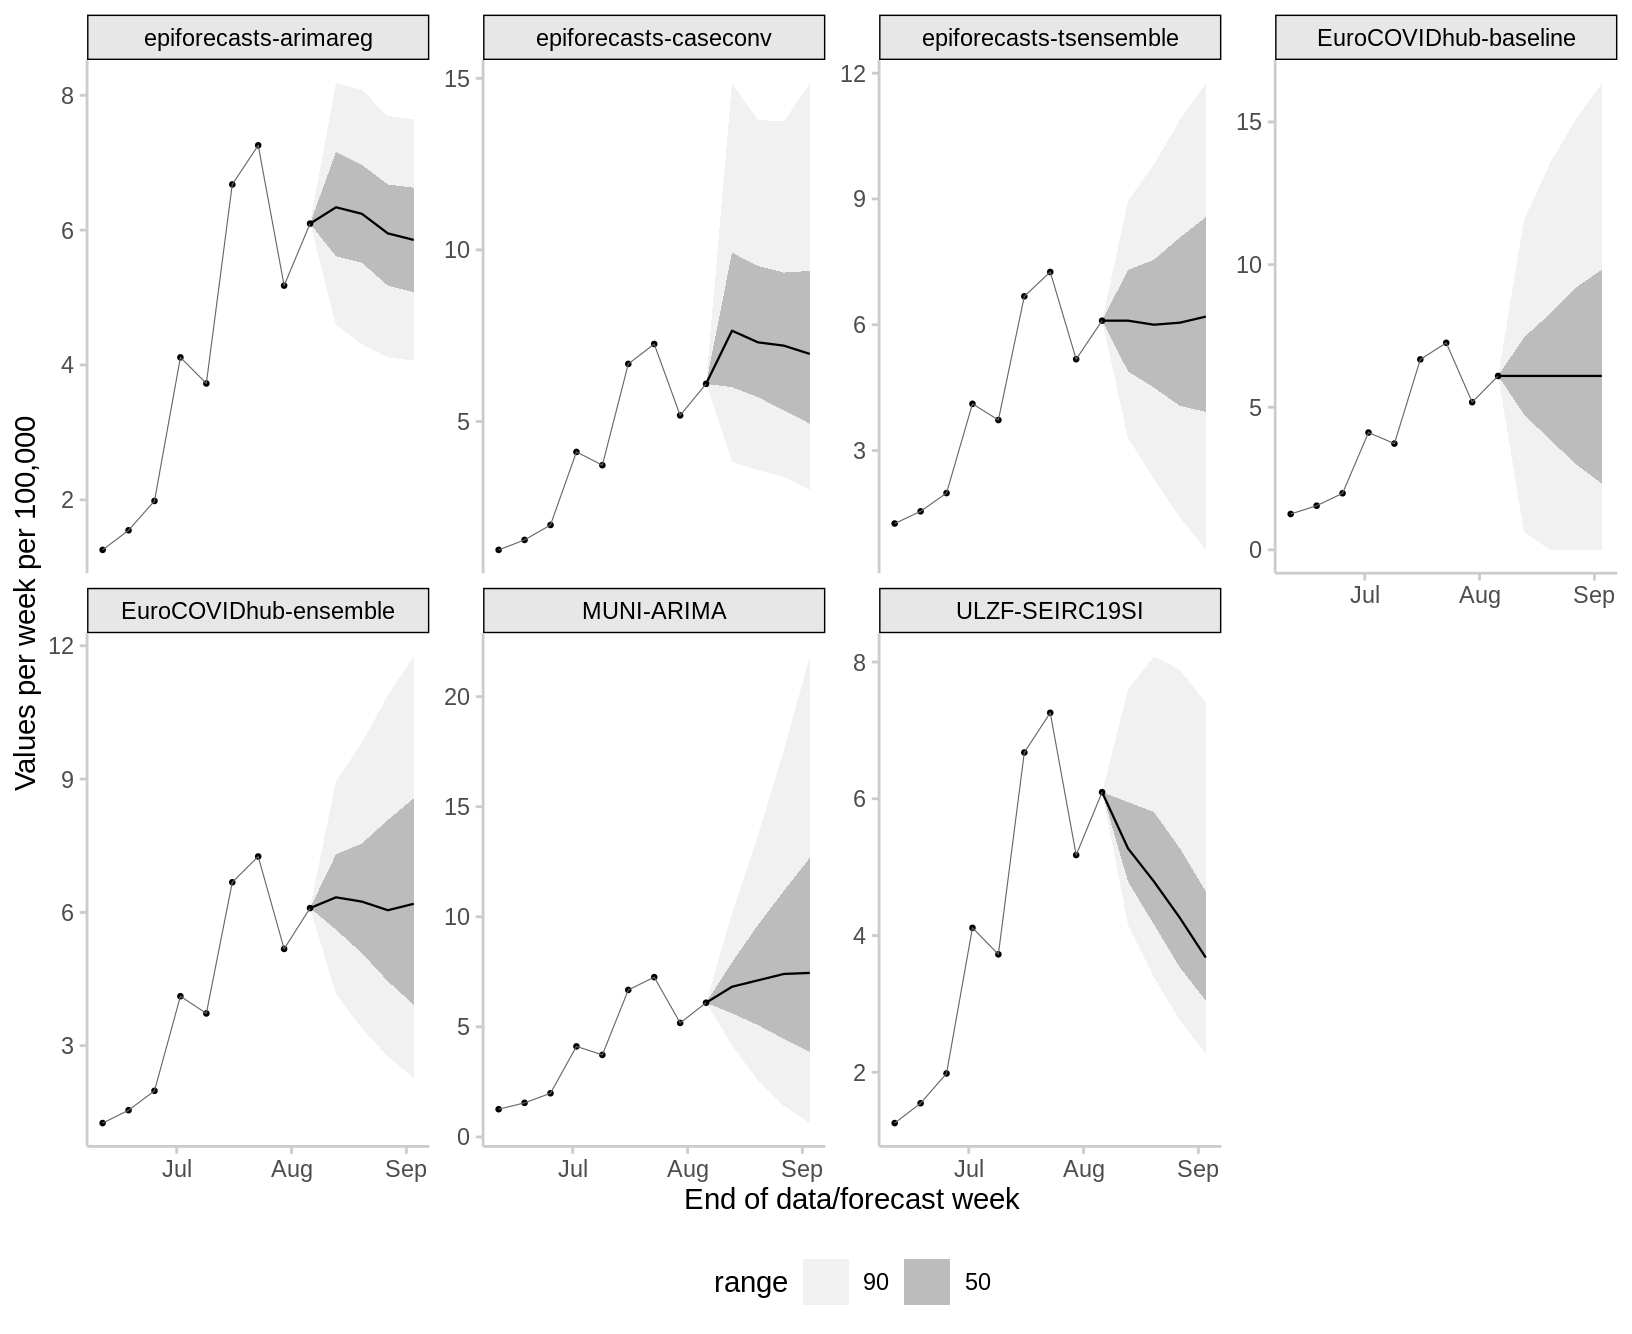 epiforecasts-arimareg
epiforecasts-caseconv
epiforecasts-tsensemble
EuroCOVIDhub-baseline
8
6
4
2
15
10
5
12
9
6
3
15
10
5
0
Jul Aug Sep
Values per week per 100,000
EuroCOVIDhub-ensemble
MUNI-ARIMA
ULZF-SEIRC19SI
12
9
6
3
20
15
10
5
0
8
6
4
2
Jul Aug Sep
Jul Aug Sep
Jul Aug Sep
End of data/forecast week
range 90 50